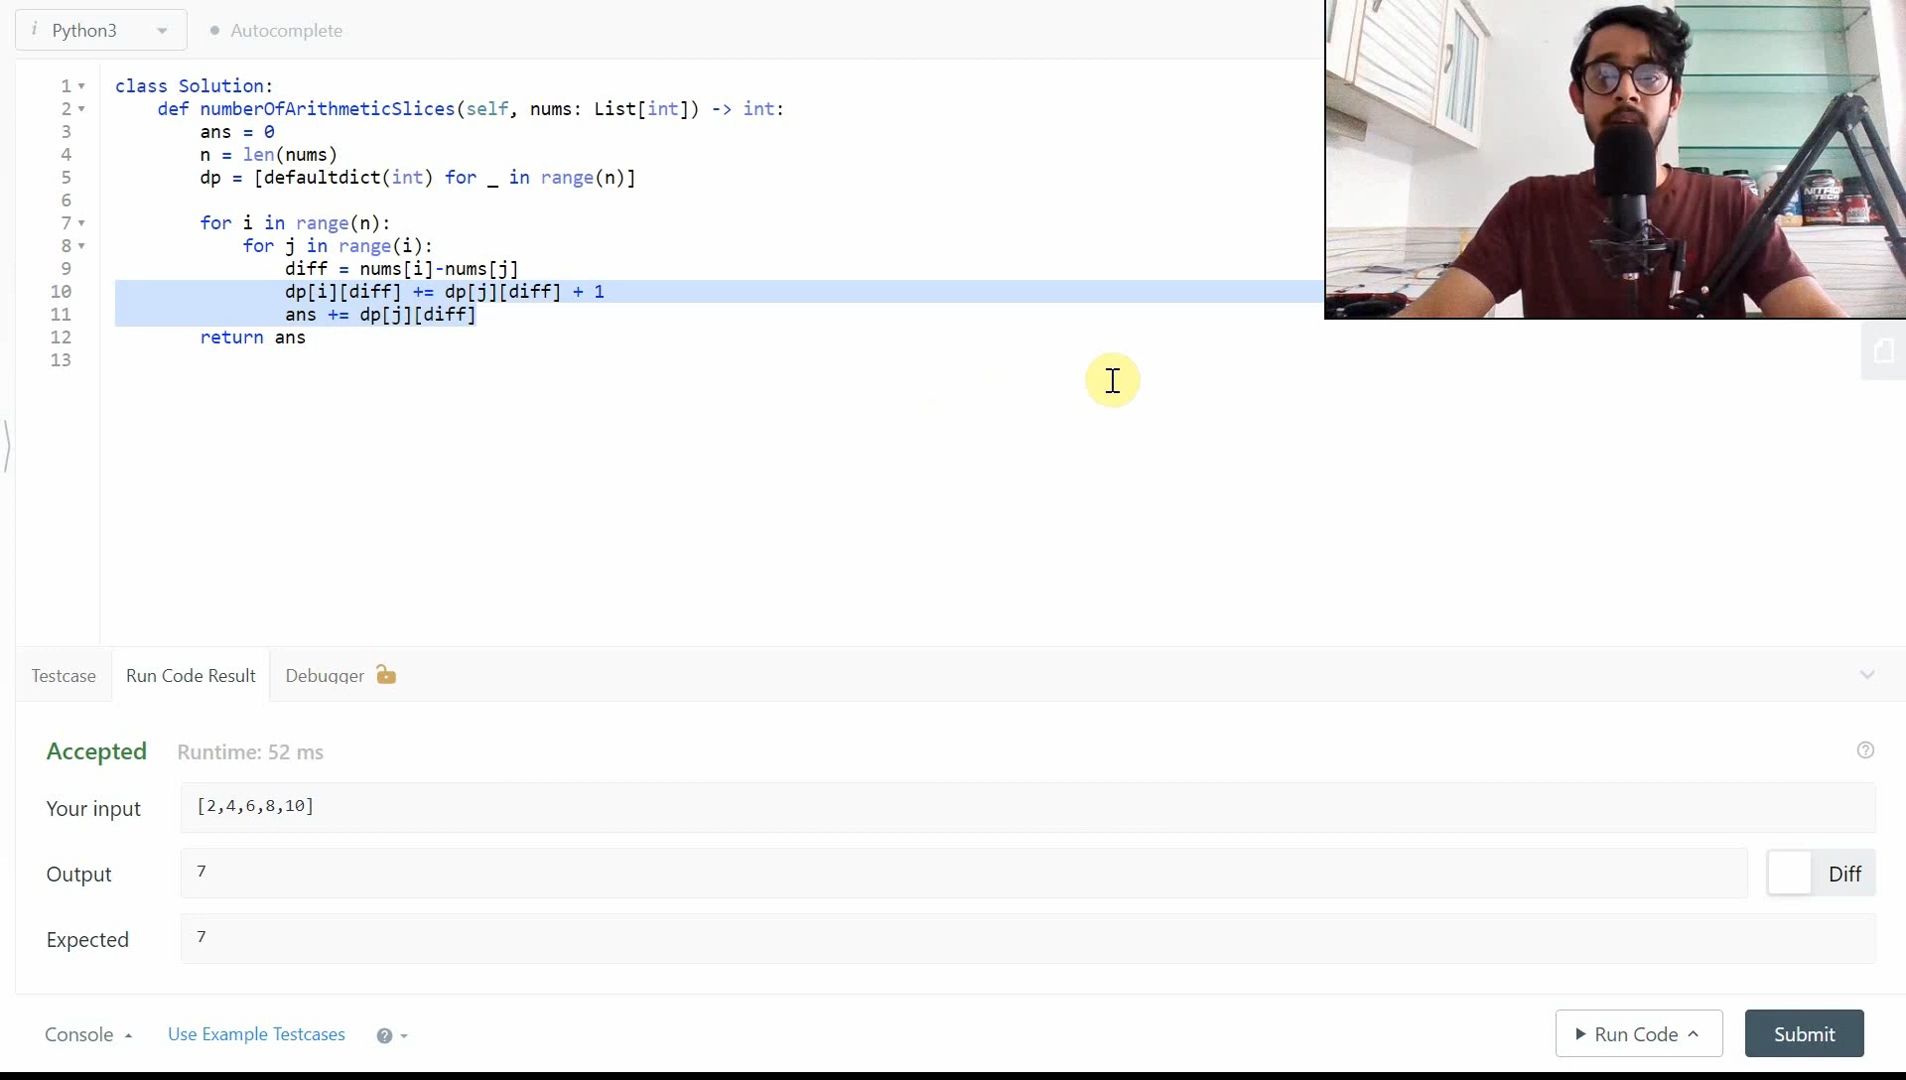 i Python3
Autocomplete
1 class Solution:
2 def numberOfArithmeticSlices(self, nums: List[int]) -> int:
3 ans = 0
4 n = len(nums)
5 dp = [defaultdict(int) for _ in range(n)]
6
7 for i in range(n):
8 for j in range(i):
9 diff = nums[i]-nums[j]
10 dp[i][diff] += dp[j][diff] + 1
11 ans += dp[j][diff]
12 return ans
13
NITRO
TECH
Testcase Run Code Result Debugger
Accepted Runtime: 52 ms
Your input [2,4,6,8,10]
Output 7 Diff
Expected 7
Console Use Example Testcases Run Code Submit